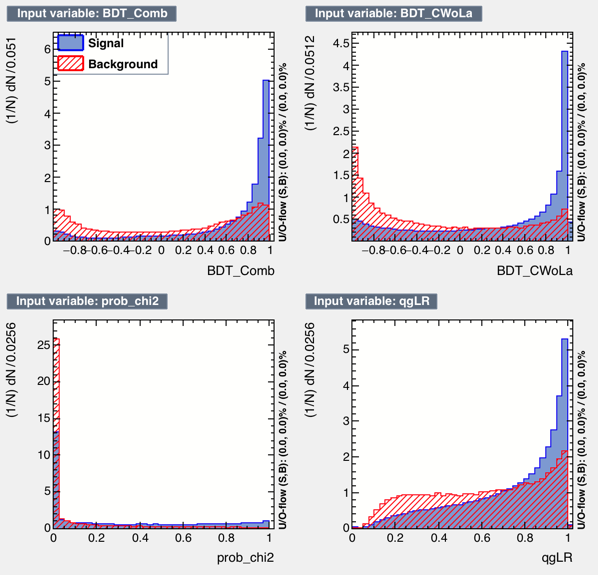 Input variable: BDT_Comb
(1/N) dN / 0.051
6
5
4
3
2
1
0
Signal
Background
−0.8−0.6−0.4−0.2 0 0.2 0.4 0.6 0.8 1
BDT_Comb
U/O-flow (S,B): (0.0, 0.0)% / (0.0, 0.0)%
Input variable: BDT_CWoLa
(1/N) dN / 0.0512
4.5
4
3.5
3
2.5
2
1.5
1
0.5
−0.8−0.6−0.4−0.2 0 0.2 0.4 0.6 0.8 1
BDT_CWoLa
U/O-flow (S,B): (0.0, 0.0)% / (0.0, 0.0)%
Input variable: prob_chi2
(1/N) dN / 0.0256
25
20
15
10
5
0
0 0.2 0.4 0.6 0.8 1
prob_chi2
U/O-flow (S,B): (0.0, 0.0)% / (0.0, 0.0)%
Input variable: qgLR
(1/N) dN / 0.0256
5
4
3
2
1
0
0 0.2 0.4 0.6 0.8 1
qgLR
U/O-flow (S,B): (0.0, 0.0)% / (0.0, 0.0)%